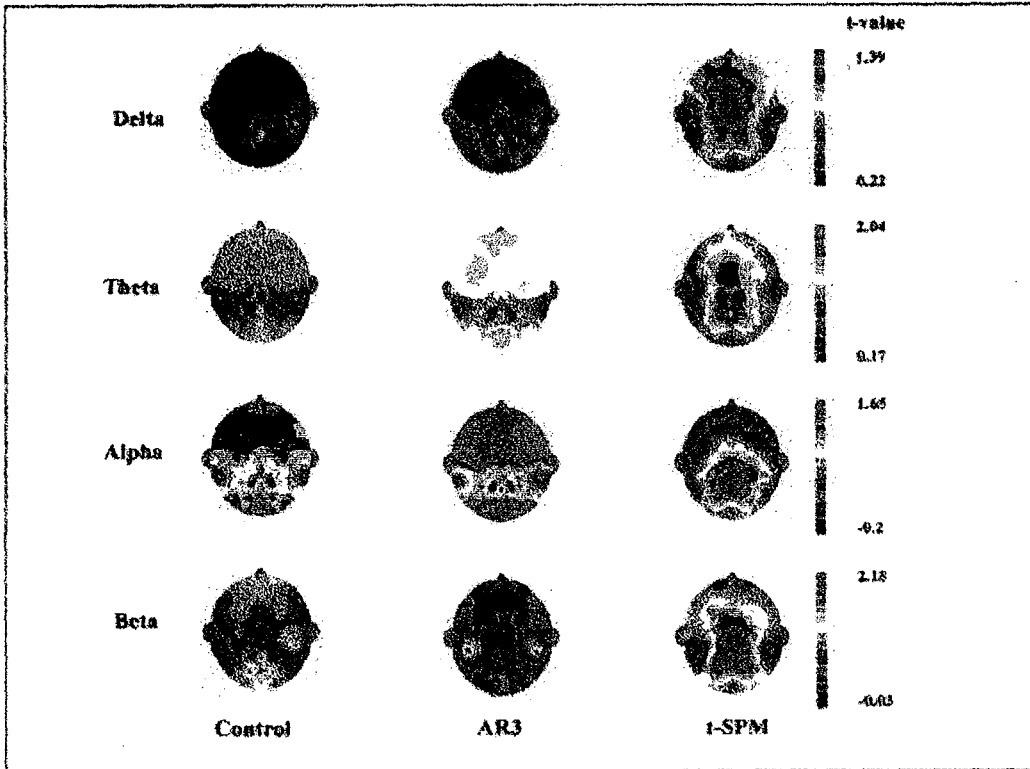 t-value
1.39
Delta
0.22
2.04
Theta
0.17
1.65
Alpha
-0.2
2.18
Beta
-0.03
Control AR3 t-SPM